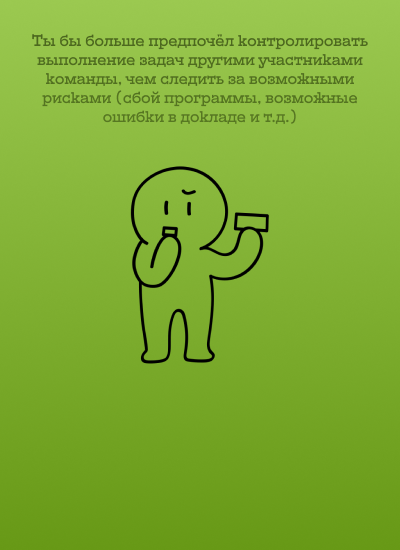 Ты бы больше предпочёл контролировать
выполнение задач другими участниками
команды, чем следить за возможными
рисками (сбой программы, возможные
ошибки в докладе и т.д.)